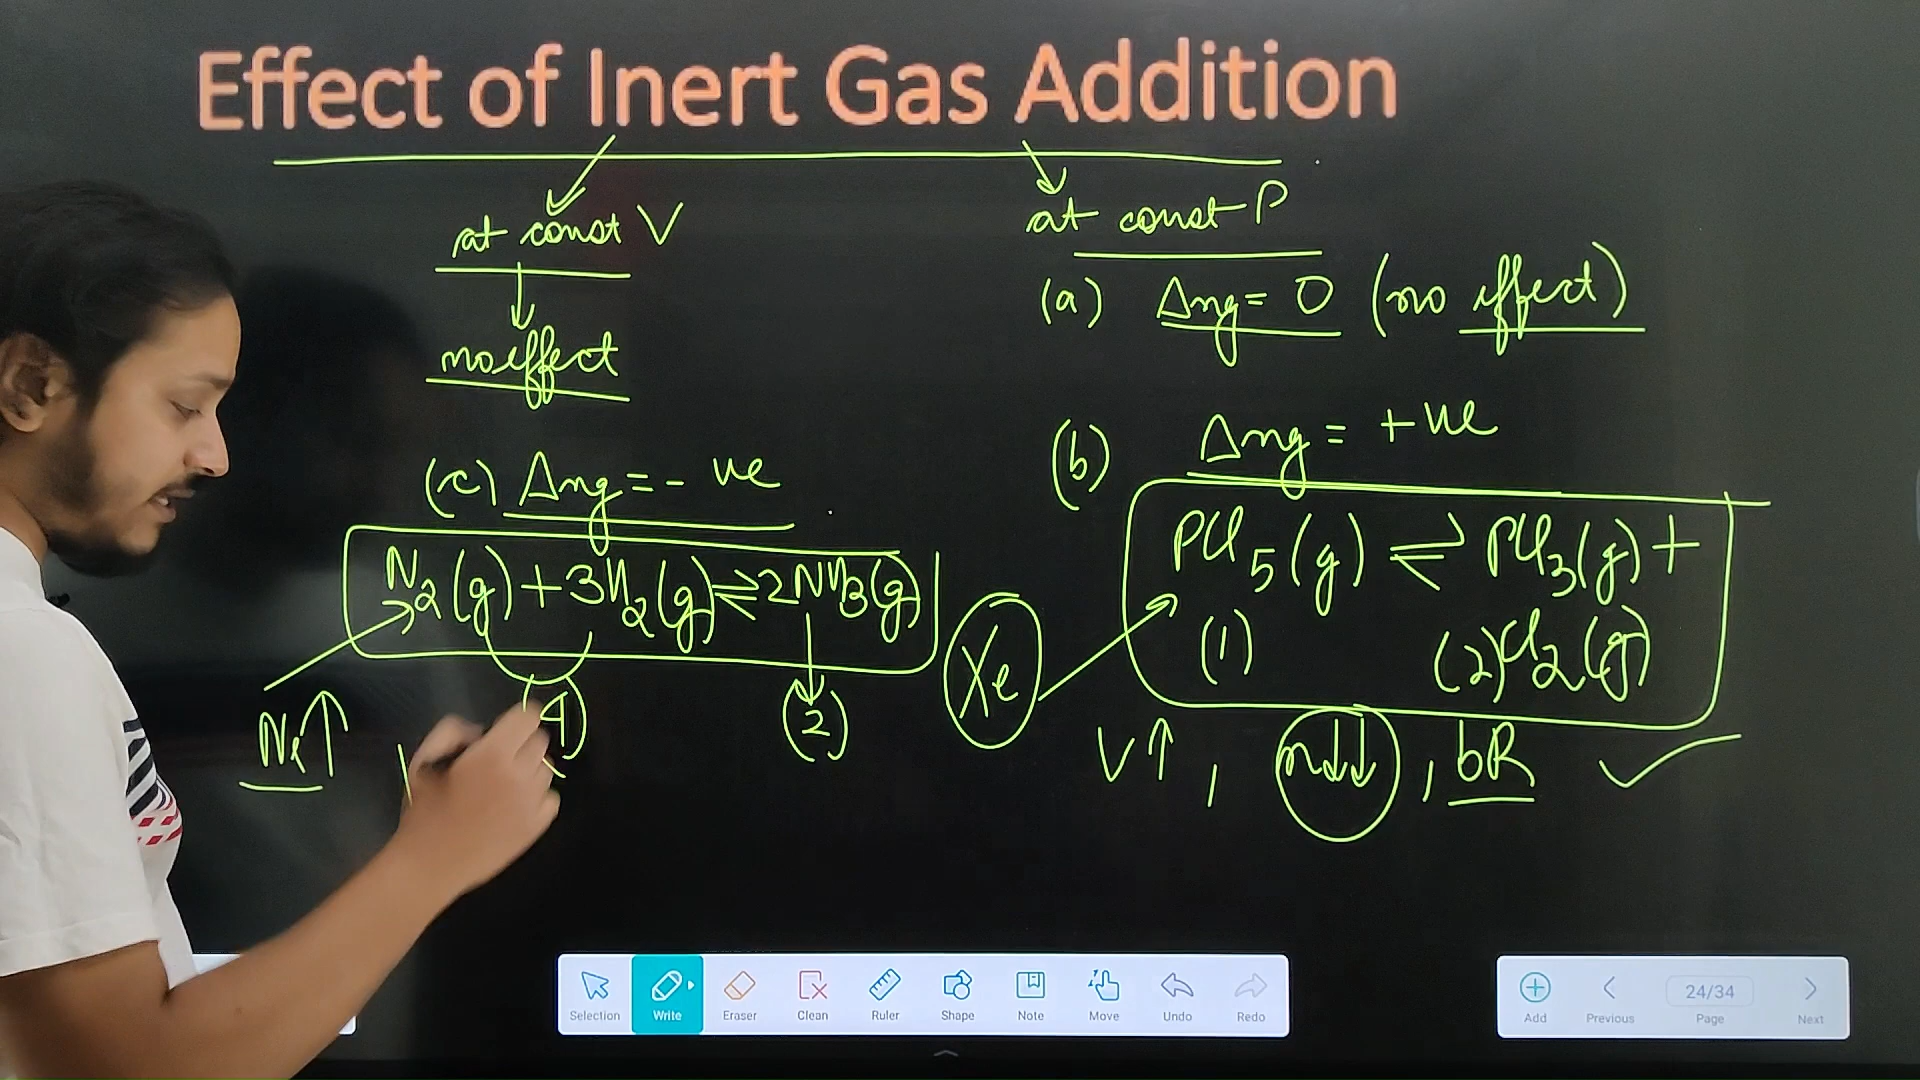 Effect of Inert Gas Addition
at const V
no effect
at const P
(a) Δng = 0 (no effect)
(b) Δng = +ve
PCl5(g) ⇌ PCl3(g) +
(1) (2) Cl2(g)
Xe
V↑, n↓↓, bR ✓
(c) Δng = - ve
N2(g) + 3H2(g) ⇌ 2NH3(g)
(4) (2)
Ne↑
Selection Write Eraser Clean Ruler Shape Note Move Undo Redo
Add Previous 24/34 Page Next